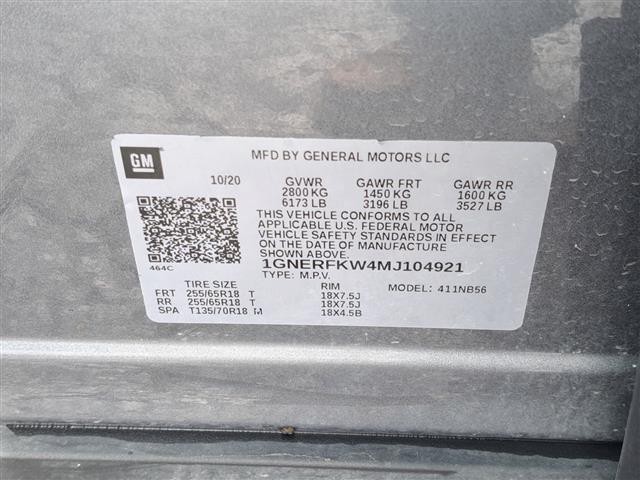 GM
MFD BY GENERAL MOTORS LLC
10/20 GVWR GAWR FRT GAWR RR
2800 KG 1450 KG 1600 KG
6173 LB 3196 LB 3527 LB
THIS VEHICLE CONFORMS TO ALL
APPLICABLE U.S. FEDERAL MOTOR
VEHICLE SAFETY STANDARDS IN EFFECT
ON THE DATE OF MANUFACTURE
SHOWN ABOVE.
1GNERFKW4MJ104921
464C TYPE: M.P.V.
TIRE SIZE RIM MODEL: 411NB56
FRT 255/65R18 T 18X7.5J
RR 255/65R18 T 18X7.5J
SPA T135/70R18 M 18X4.5B